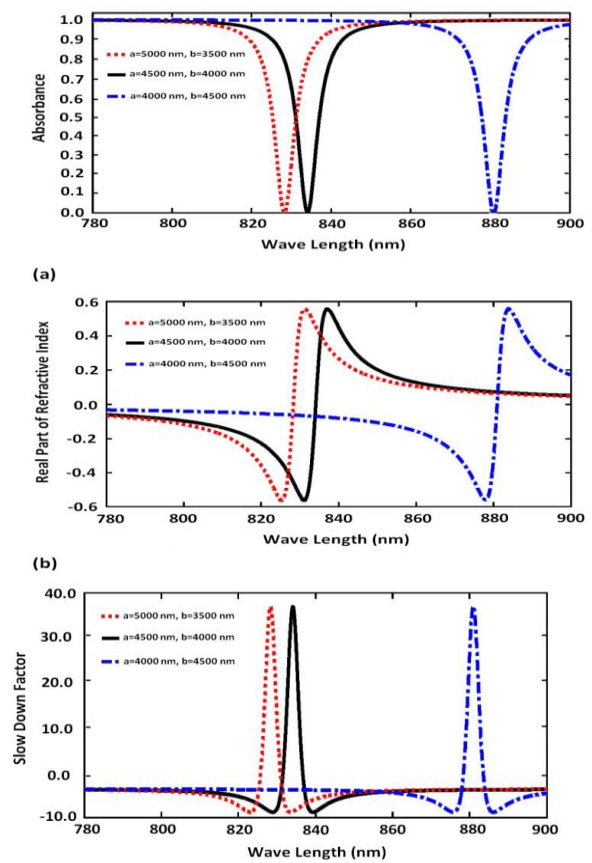 1.0
0.9
0.8
0.7
0.6
0.5
0.4
0.3
0.2
0.1
0.0
Absorbance
a=5000 nm, b=3500 nm
a=4500 nm, b=4000 nm
a=4000 nm, b=4500 nm
780 800 820 840 860 880 900
Wave Length (nm)
(a)
0.6
0.4
0.2
0.0
-0.2
-0.4
-0.6
Real Part of Refractive Index
a=5000 nm, b=3500 nm
a=4500 nm, b=4000 nm
a=4000 nm, b=4500 nm
780 800 820 840 860 880 900
Wave Length (nm)
(b)
40.0
30.0
20.0
10.0
0.0
-10.0
Slow Down Factor
a=5000 nm, b=3500 nm
a=4500 nm, b=4000 nm
a=4000 nm, b=4500 nm
780 800 820 840 860 880 900
Wave Length (nm)